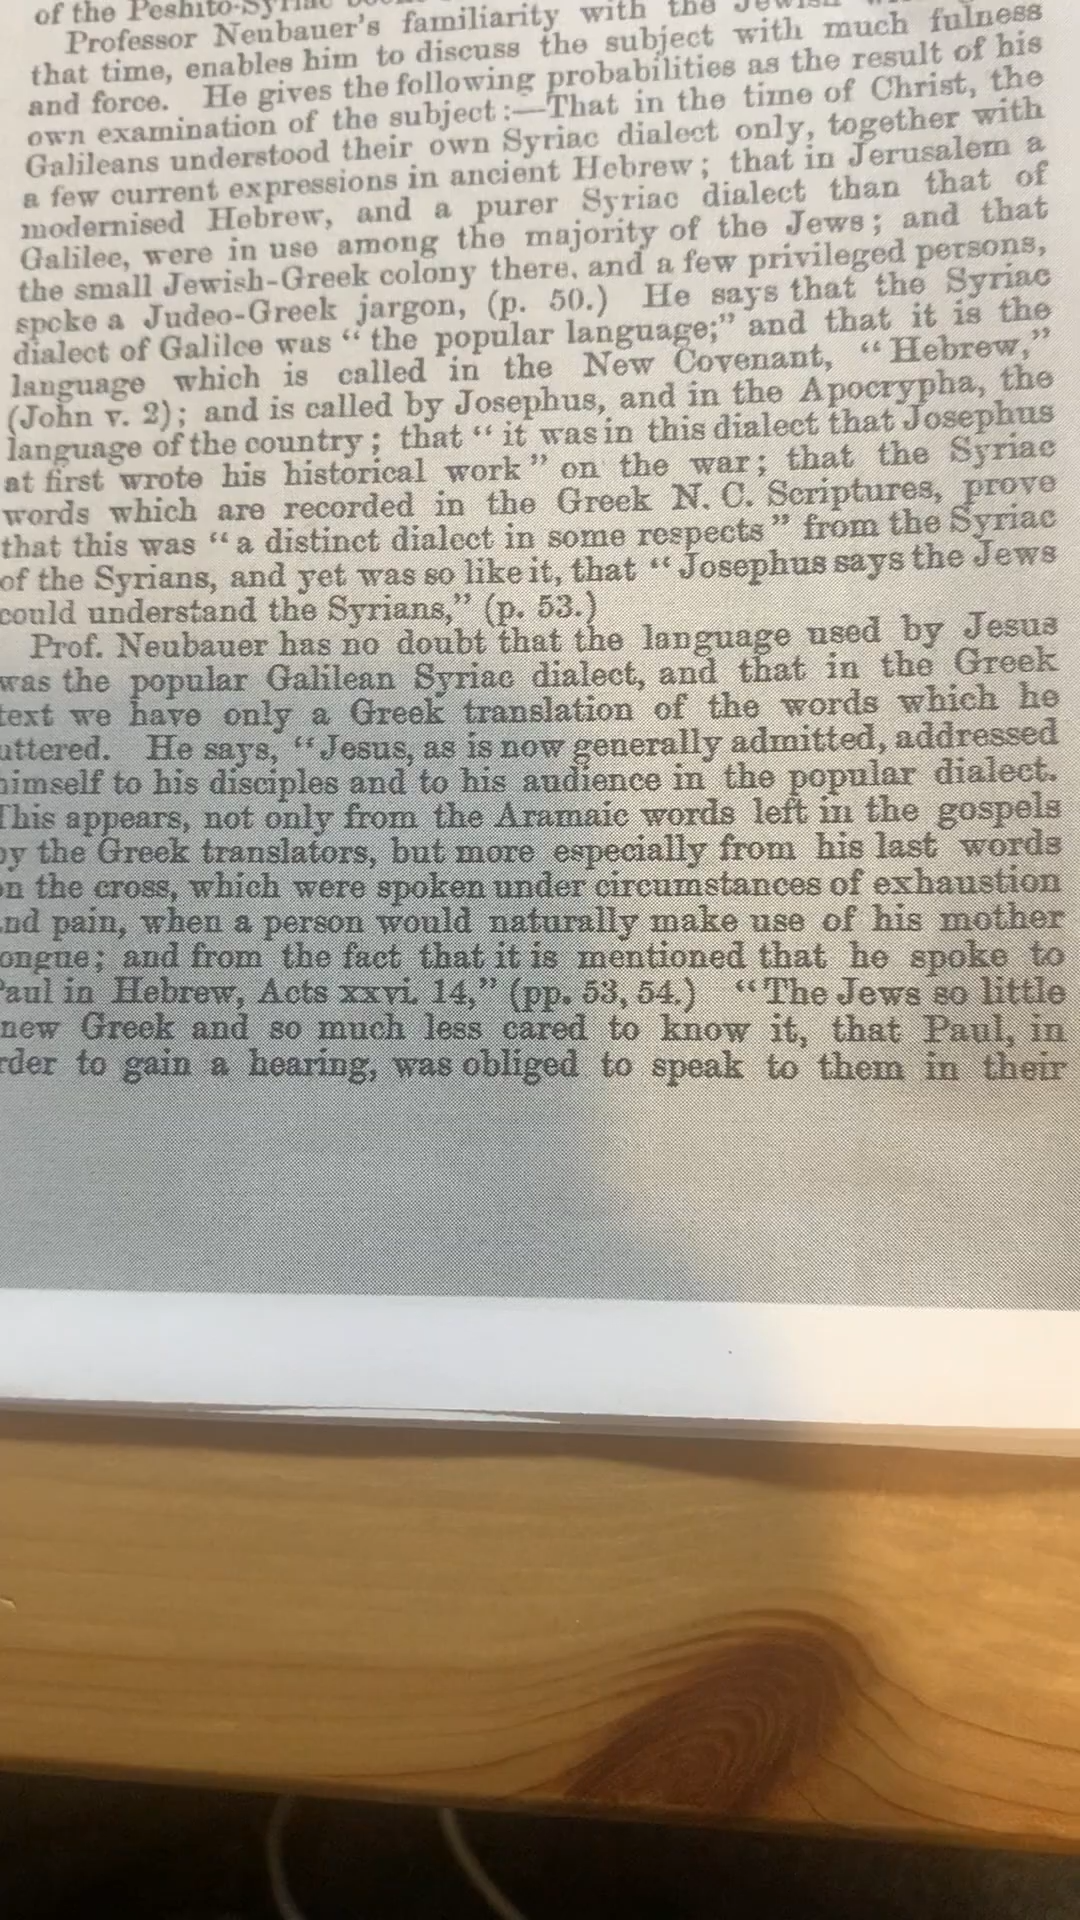 of the Peshito-Syriac
Professor Neubauer's familiarity with the Jewish
that time, enables him to discuss the subject with much fulness
and force. He gives the following probabilities as the result of his
own examination of the subject:—That in the time of Christ, the
Galileans understood their own Syriac dialect only, together with
a few current expressions in ancient Hebrew; that in Jerusalem a
modernised Hebrew, and a purer Syriac dialect than that of
Galilee, were in use among the majority of the Jews; and that
the small Jewish-Greek colony there, and a few privileged persons,
spoke a Judeo-Greek jargon, (p. 50.) He says that the Syriac
dialect of Galilee was “the popular language;” and that it is the
language which is called in the New Covenant, “Hebrew,”
(John v. 2); and is called by Josephus, and in the Apocrypha, the
language of the country; that “it was in this dialect that Josephus
at first wrote his historical work” on the war; that the Syriac
words which are recorded in the Greek N. C. Scriptures, prove
that this was “a distinct dialect in some respects” from the Syriac
of the Syrians, and yet was so like it, that “Josephus says the Jews
could understand the Syrians,” (p. 53.)
Prof. Neubauer has no doubt that the language used by Jesus
was the popular Galilean Syriac dialect, and that in the Greek
text we have only a Greek translation of the words which he
uttered. He says, “Jesus, as is now generally admitted, addressed
himself to his disciples and to his audience in the popular dialect.
This appears, not only from the Aramaic words left in the gospels
by the Greek translators, but more especially from his last words
on the cross, which were spoken under circumstances of exhaustion
and pain, when a person would naturally make use of his mother
tongue; and from the fact that it is mentioned that he spoke to
Paul in Hebrew, Acts xxvi. 14,” (pp. 53, 54.) “The Jews so little
new Greek and so much less cared to know it, that Paul, in
rder to gain a hearing, was obliged to speak to them in their